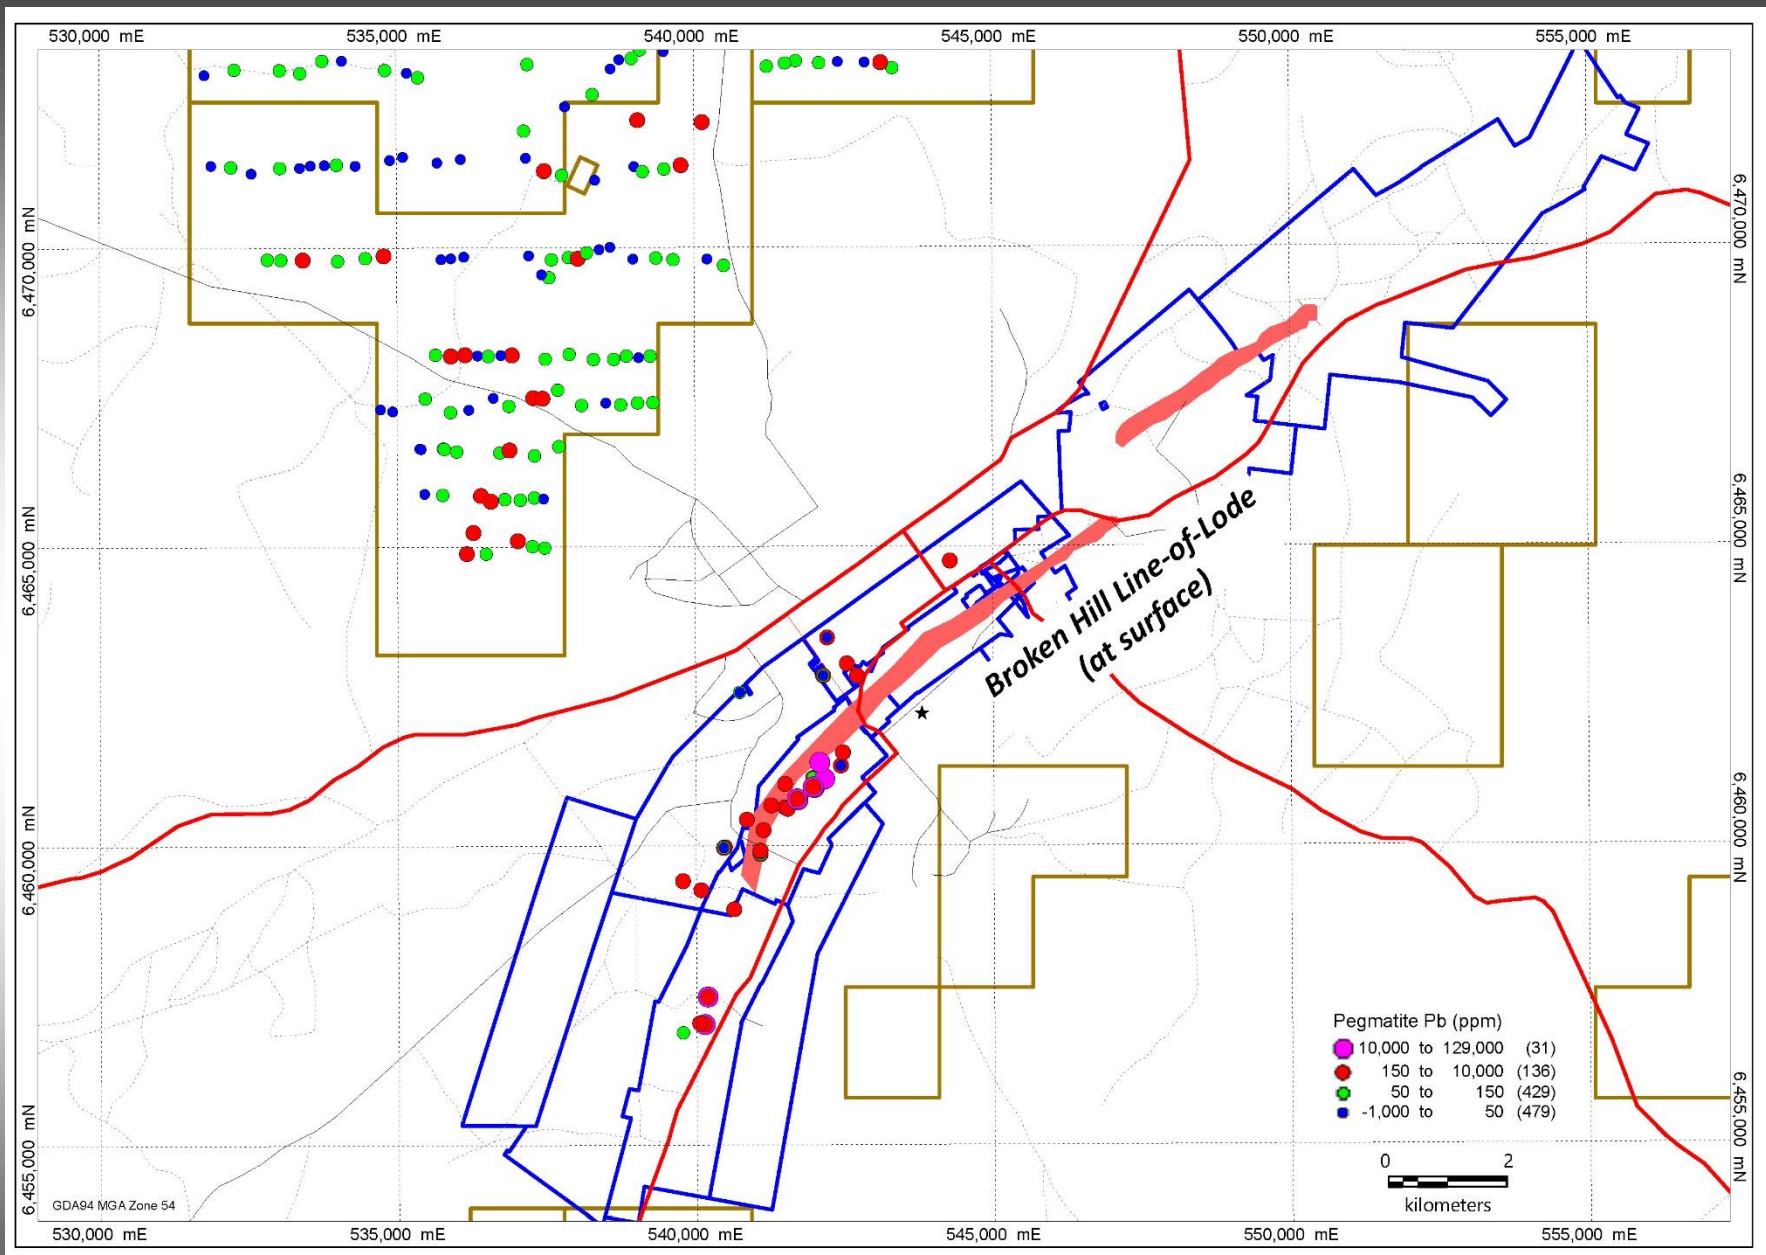 530,000 mE 535,000 mE 540,000 mE 545,000 mE 550,000 mE 555,000 mE
6,470,000 mN
6,470,000 mN
6,465,000 mN
6,465,000 mN
Broken Hill Line-of-Lode
(at surface)
6,460,000 mN
6,460,000 mN
Pegmatite Pb (ppm)
10,000 to 129,000 (31)
150 to 10,000 (136)
50 to 150 (429)
-1,000 to 50 (479)
6,455,000 mN
6,455,000 mN
0 2
kilometers
GDA94 MGA Zone 54
530,000 mE 535,000 mE 540,000 mE 545,000 mE 550,000 mE 555,000 mE